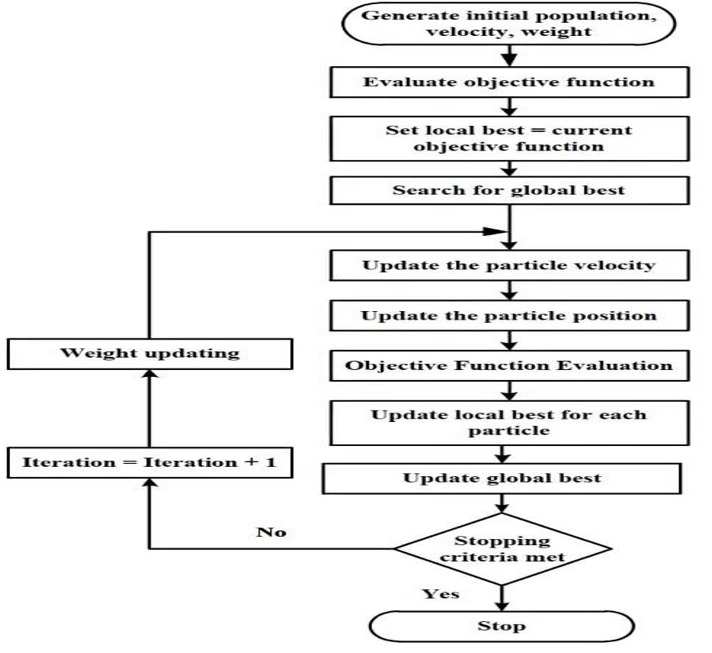 Generate initial population,
velocity, weight
Evaluate objective function
Set local best = current
objective function
Search for global best
Update the particle velocity
Update the particle position
Weight updating
Objective Function Evaluation
Update local best for each
particle
Iteration = Iteration + 1
Update global best
No
Stopping
criteria met
Yes
Stop